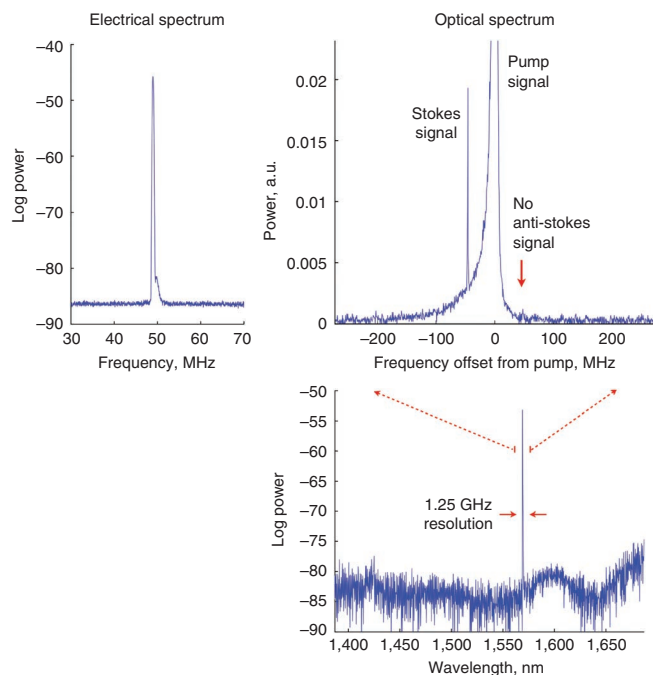 Electrical spectrum
–40
–50
–60
–70
–80
–90
30 40 50 60 70
Log power
Frequency, MHz
Optical spectrum
0.02
0.015
0.01
0.005
0
–200 –100 0 100 200
Power, a.u.
Frequency offset from pump, MHz
Pump
signal
Stokes
signal
No
anti-stokes
signal
–50
–55
–60
–65
–70
–75
–80
–85
–90
1,400 1,450 1,500 1,550 1,600 1,650
Log power
Wavelength, nm
1.25 GHz
resolution